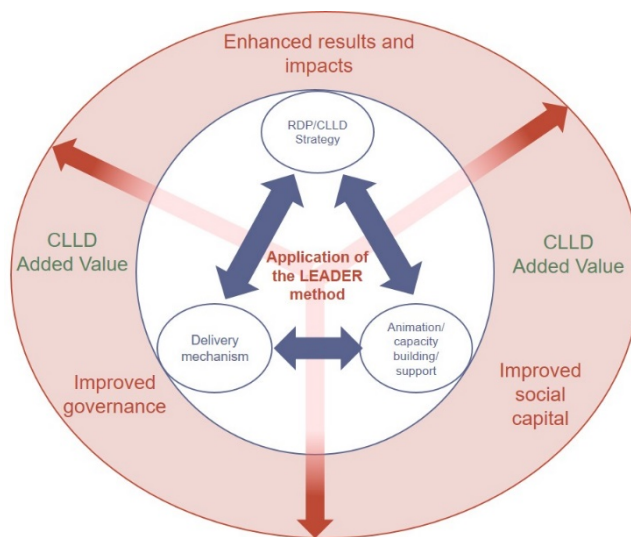 Enhanced results and
impacts
RDP/CLLD
Strategy
CLLD
Added Value
Application of
the LEADER
method
CLLD
Added Value
Delivery
mechanism
Animation/
capacity
building/
support
Improved
governance
Improved
social
capital